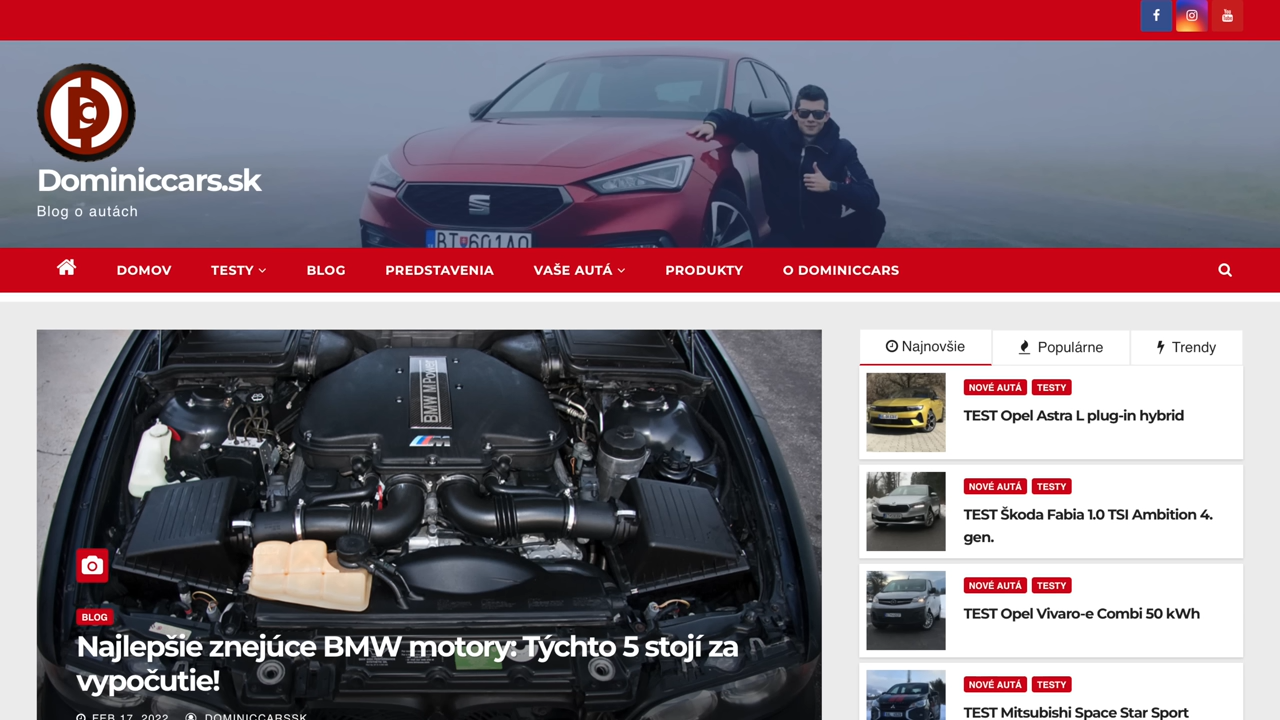 Dominiccars.sk
Blog o autách
BT 601AO
DOMOV
TESTY
BLOG
PREDSTAVENIA
VAŠE AUTÁ
PRODUKTY
O DOMINICCARS
BMW M Power
BLOG
Najlepšie znejúce BMW motory: Týchto 5 stojí za
vypočutie!
FEB 17, 2022
DOMINICCARSSK
Najnovšie
Populárne
Trendy
NOVÉ AUTÁ
TESTY
TEST Opel Astra L plug-in hybrid
NOVÉ AUTÁ
TESTY
TEST Škoda Fabia 1.0 TSI Ambition 4.
gen.
NOVÉ AUTÁ
TESTY
TEST Opel Vivaro-e Combi 50 kWh
NOVÉ AUTÁ
TESTY
TEST Mitsubishi Space Star Sport